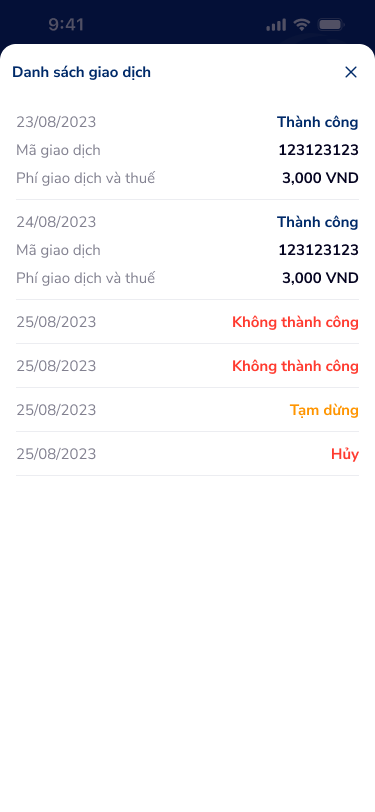 9:41
Danh sách giao dịch
23/08/2023 Thành công
Mã giao dịch 123123123
Phí giao dịch và thuế 3,000 VND
24/08/2023 Thành công
Mã giao dịch 123123123
Phí giao dịch và thuế 3,000 VND
25/08/2023 Không thành công
25/08/2023 Không thành công
25/08/2023 Tạm dừng
25/08/2023 Hủy